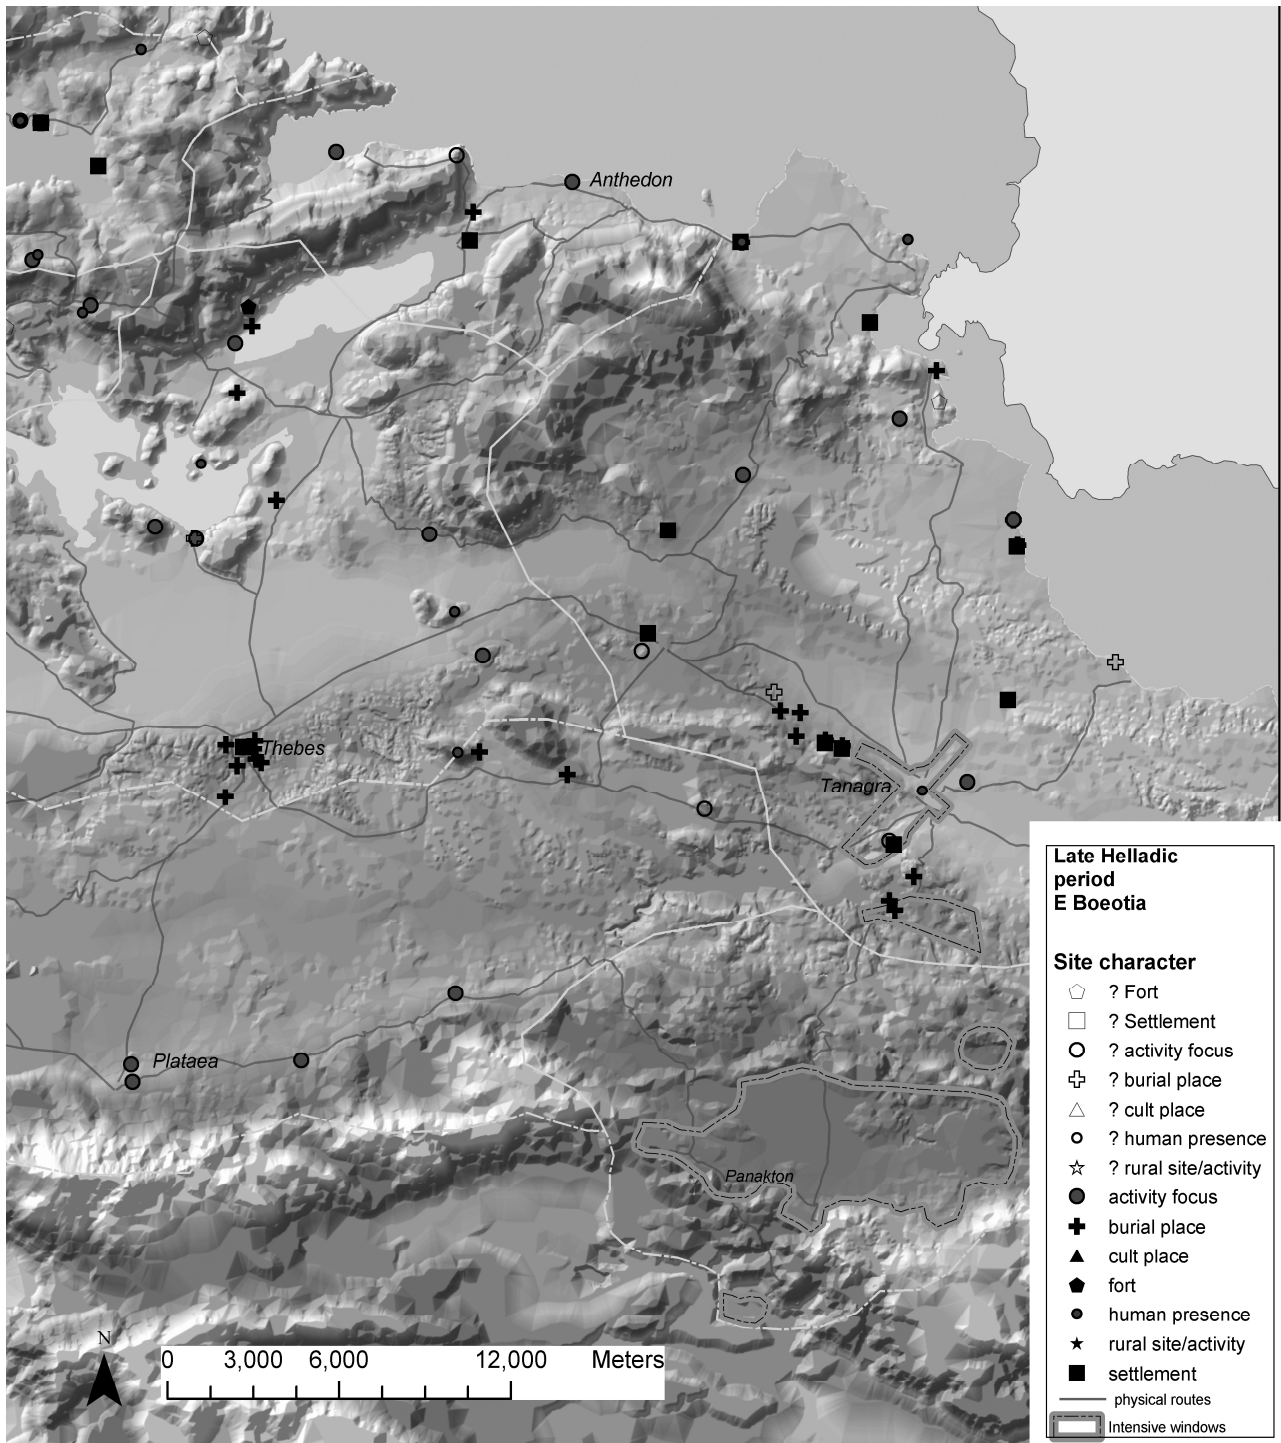 Anthedon
Thebes
Tanagra
Plataea
Panakton
N
0 3,000 6,000 12,000 Meters
Late Helladic
period
E Boeotia
Site character
? Fort
? Settlement
? activity focus
? burial place
? cult place
? human presence
? rural site/activity
activity focus
burial place
cult place
fort
human presence
rural site/activity
settlement
physical routes
Intensive windows